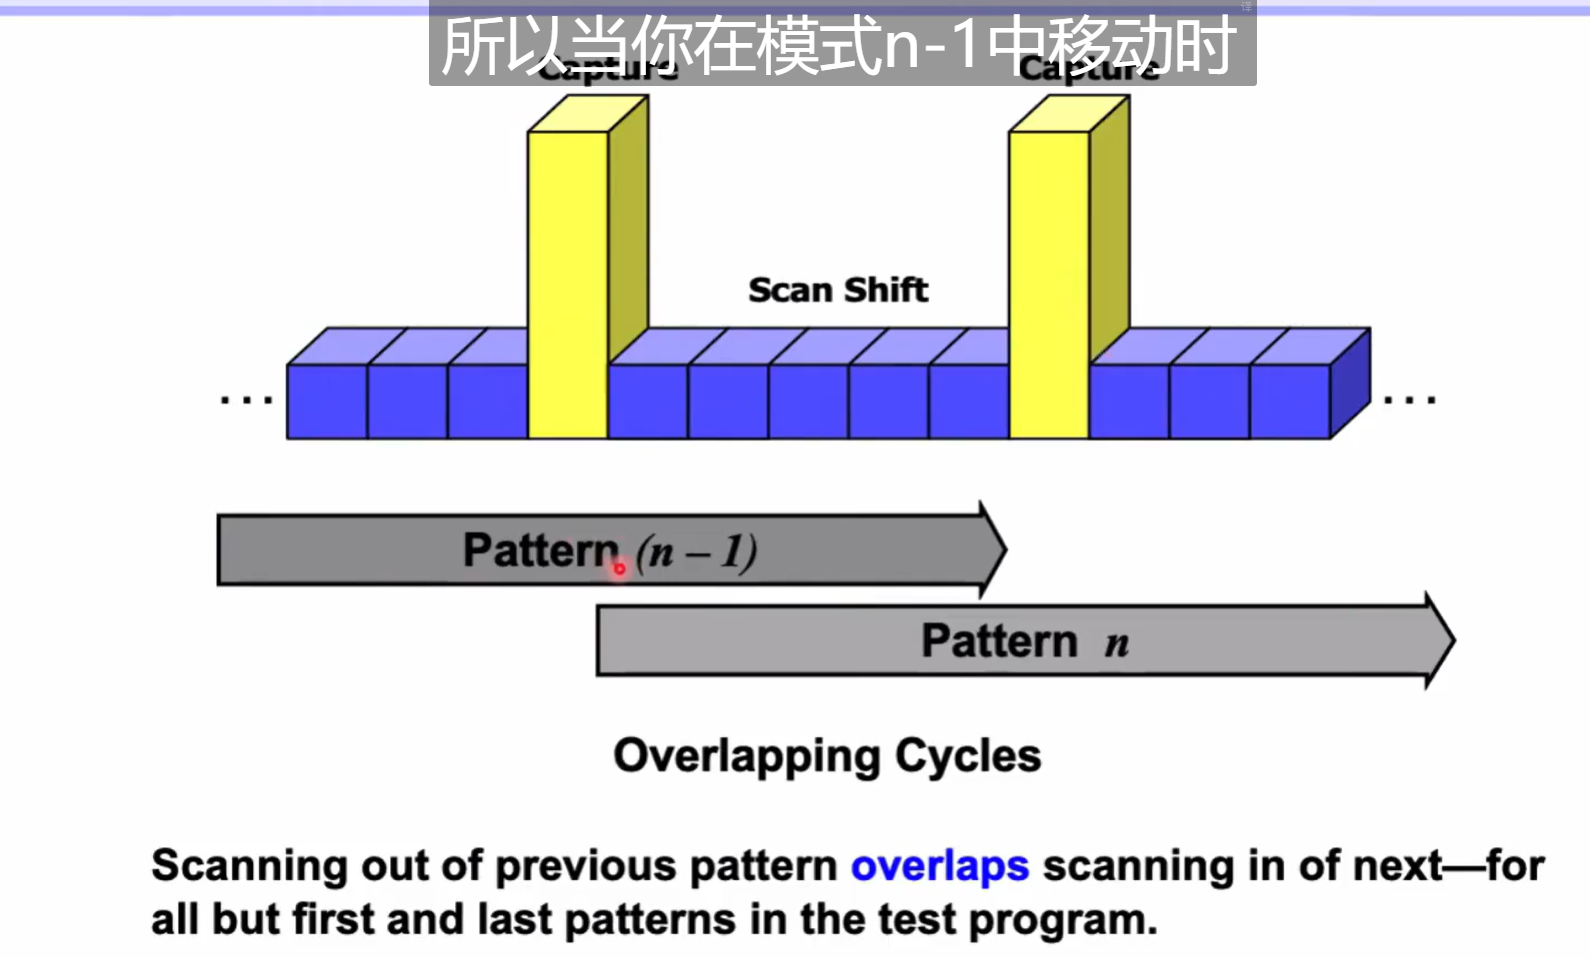 所以当你在模式n-1中移动时
Capture Capture
Scan Shift
... ...
Pattern (n – 1)
Pattern n
Overlapping Cycles
Scanning out of previous pattern overlaps scanning in of next—for
all but first and last patterns in the test program.